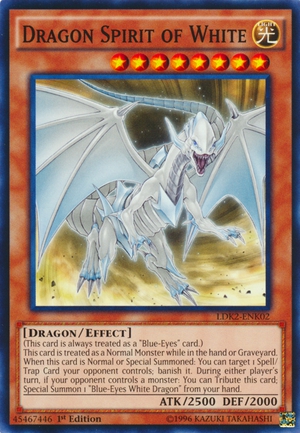 Dragon Spirit of White
LIGHT
光
LDK2-ENK02
[Dragon/Effect]
(This card is always treated as a "Blue-Eyes" card.)
This card is treated as a Normal Monster while in the hand or Graveyard.
When this card is Normal or Special Summoned: You can target 1 Spell/
Trap Card your opponent controls; banish it. During either player's
turn, if your opponent controls a monster: You can Tribute this card;
Special Summon 1 "Blue-Eyes White Dragon" from your hand.
ATK/2500 DEF/2000
45467446 1st Edition ©1996 KAZUKI TAKAHASHI